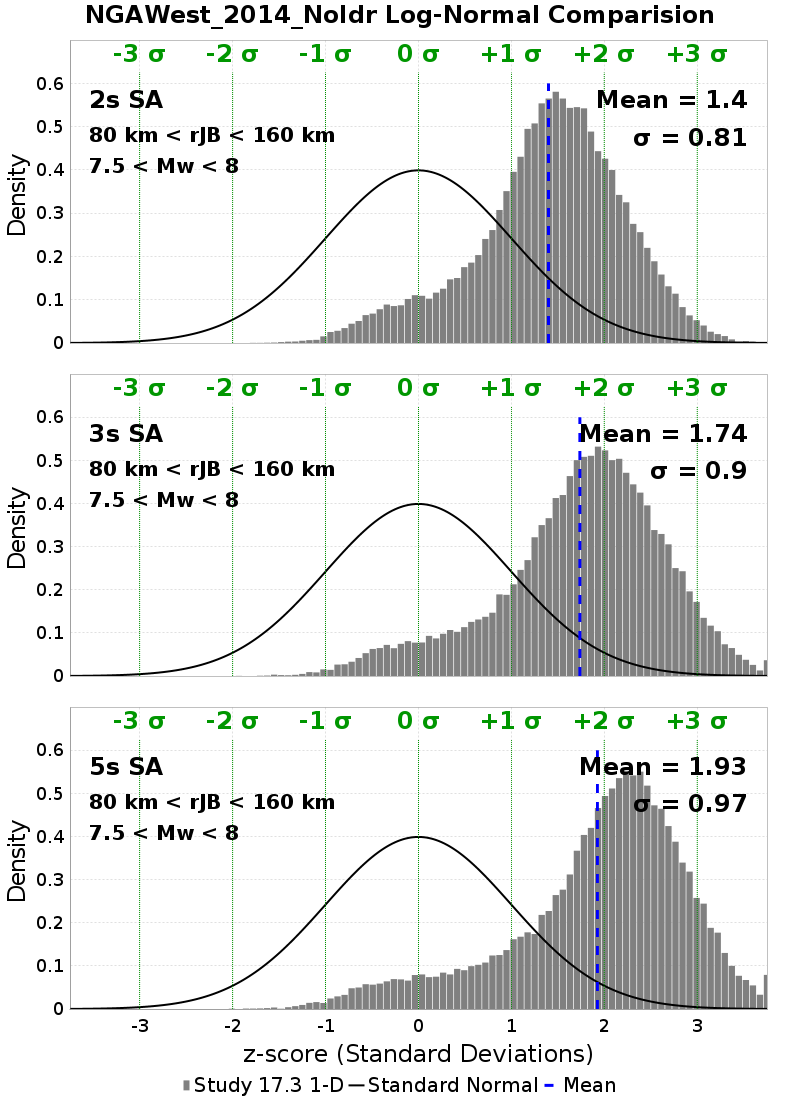 NGAWest_2014_NoIdr Log-Normal Comparision
-3 σ -2 σ -1 σ 0 σ +1 σ +2 σ +3 σ
0.6
2s SA
Mean = 1.4
0.5
80 km < rJB < 160 km
σ = 0.81
7.5 < Mw < 8
0.4
Density
0.3
0.2
0.1
0
-3 σ -2 σ -1 σ 0 σ +1 σ +2 σ +3 σ
0.6
3s SA
Mean = 1.74
0.5
80 km < rJB < 160 km
σ = 0.9
7.5 < Mw < 8
0.4
Density
0.3
0.2
0.1
0
-3 σ -2 σ -1 σ 0 σ +1 σ +2 σ +3 σ
0.6
5s SA
Mean = 1.93
0.5
80 km < rJB < 160 km
σ = 0.97
7.5 < Mw < 8
0.4
Density
0.3
0.2
0.1
0
-3 -2 -1 0 1 2 3
z-score (Standard Deviations)
Study 17.3 1-D Standard Normal Mean